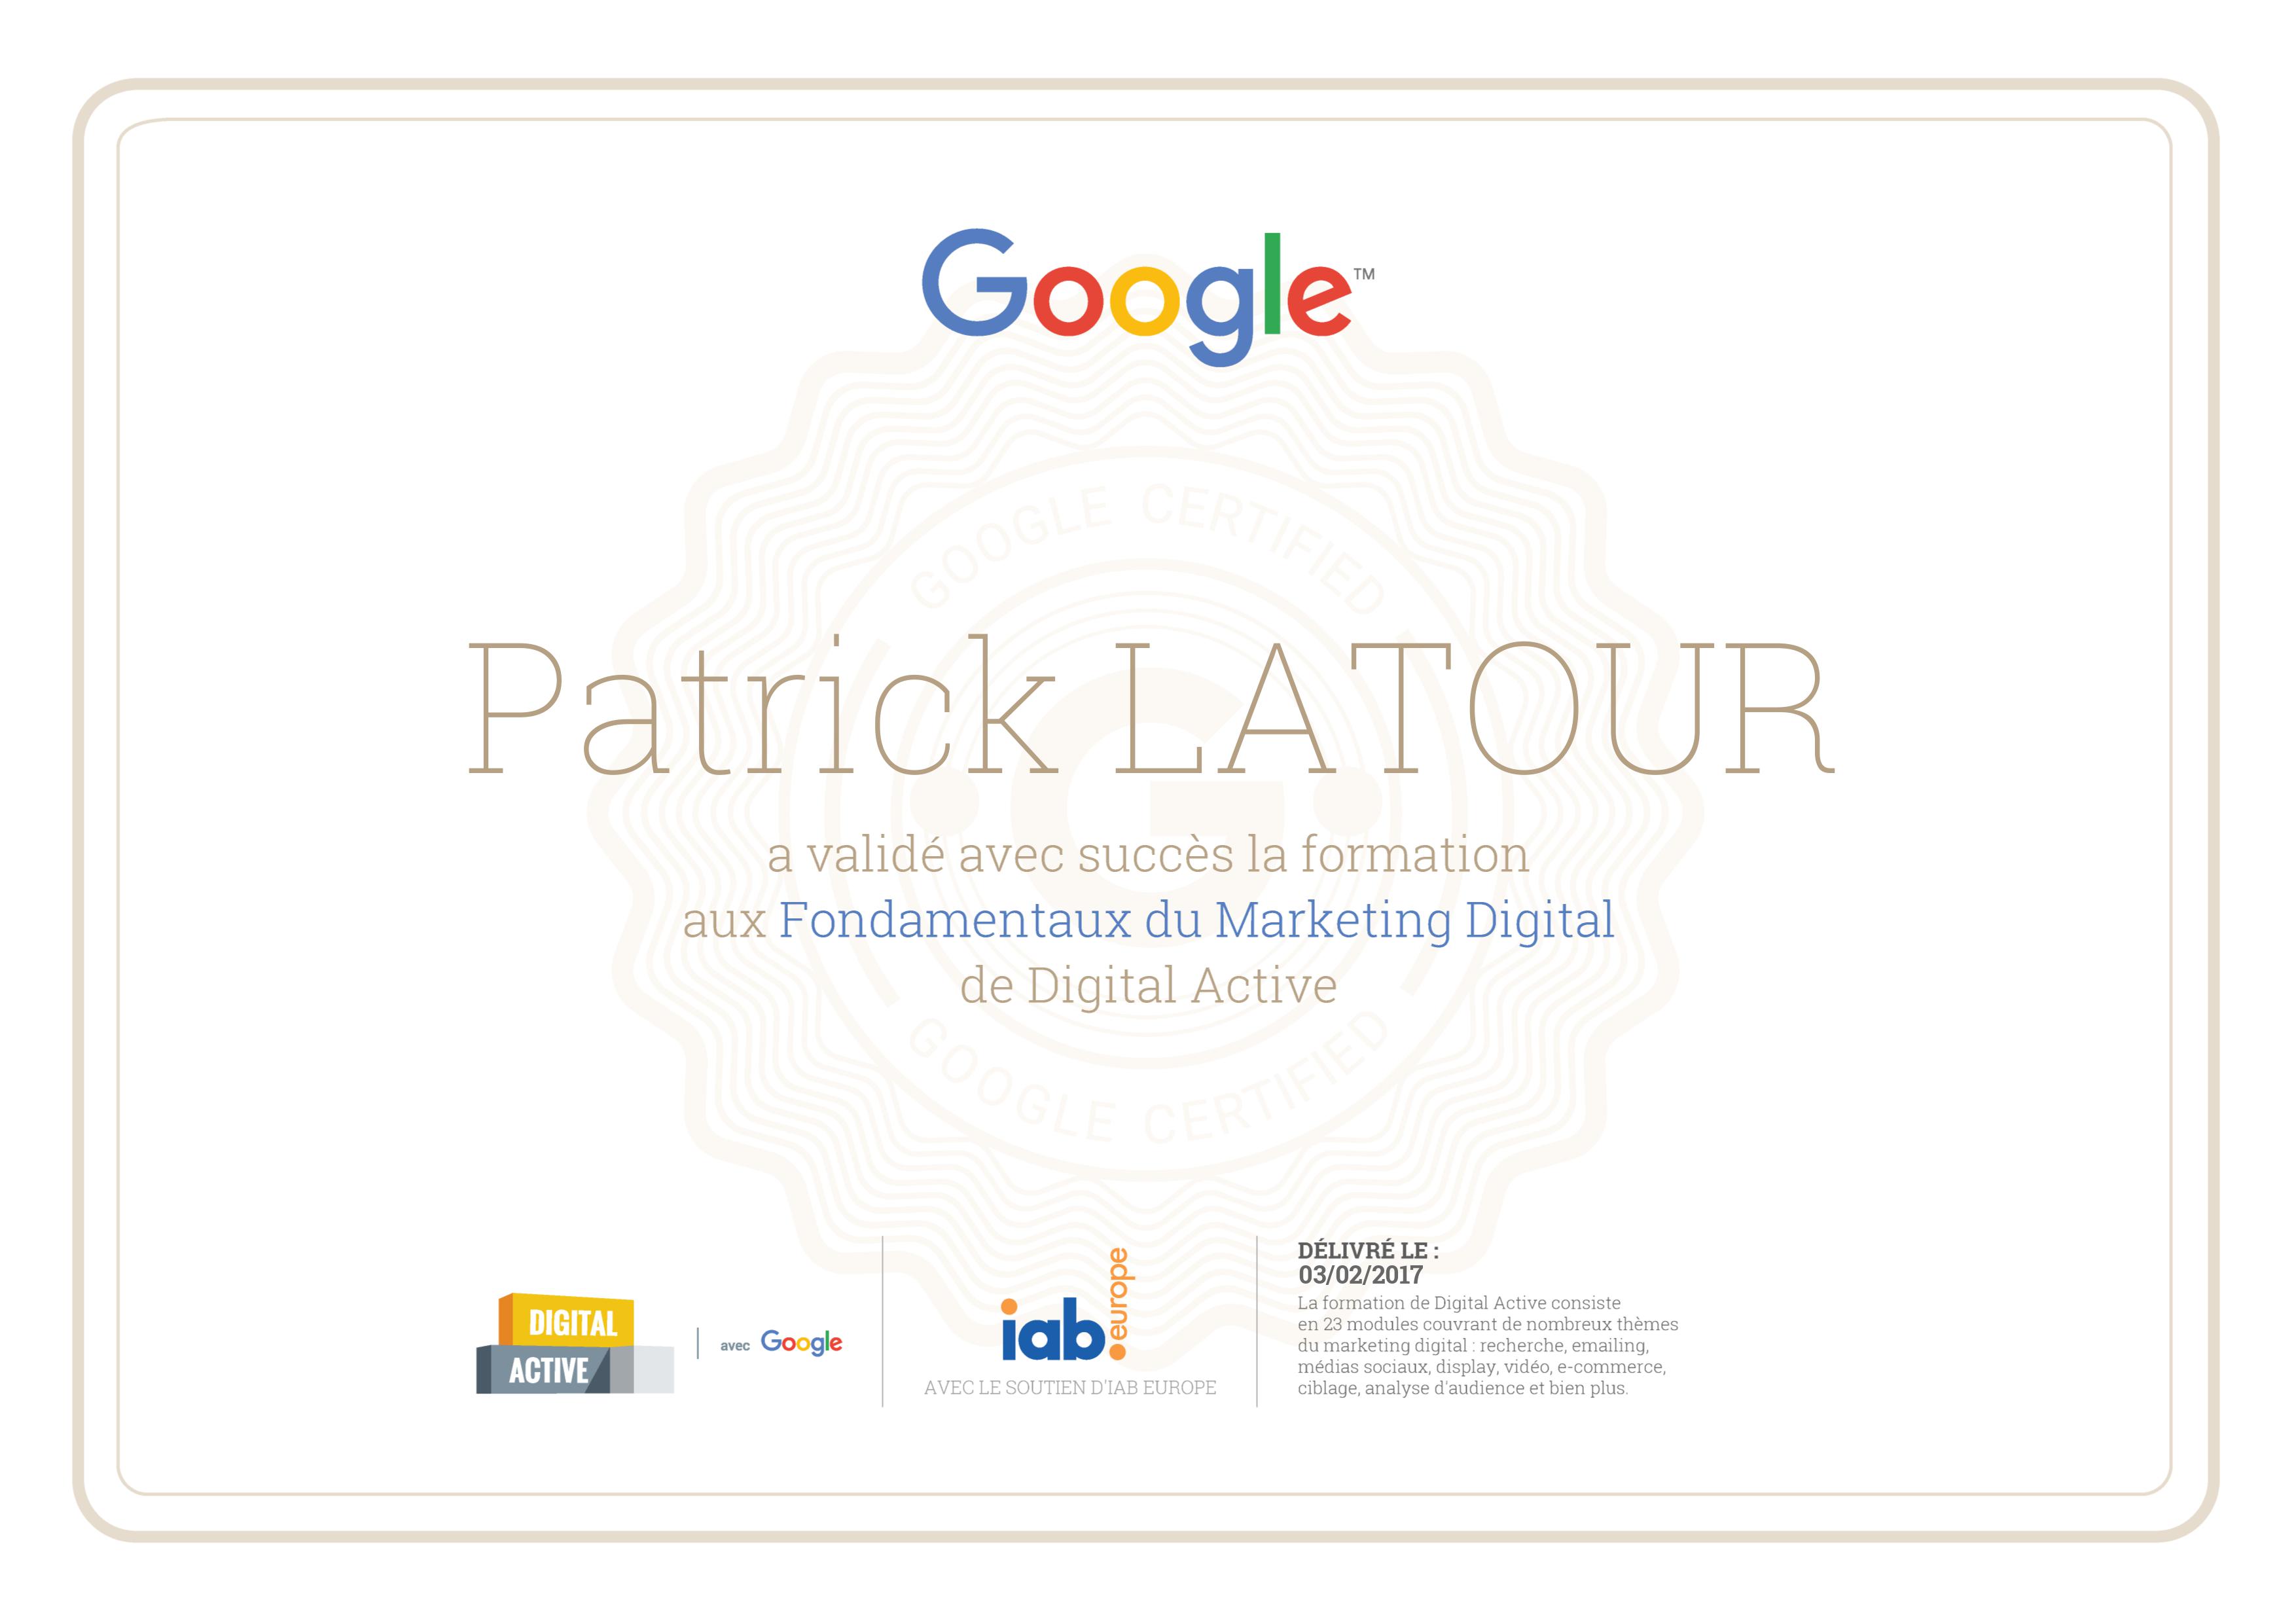 Google™
GOOGLE CERTIFIED
Patrick LATOUR
a validé avec succès la formation
aux Fondamentaux du Marketing Digital
de Digital Active
GOOGLE CERTIFIED
DIGITAL
ACTIVE
avec Google
iab europe
AVEC LE SOUTIEN D'IAB EUROPE
DÉLIVRÉ LE :
03/02/2017
La formation de Digital Active consiste
en 23 modules couvrant de nombreux thèmes
du marketing digital : recherche, emailing,
médias sociaux, display, vidéo, e-commerce,
ciblage, analyse d'audience et bien plus.